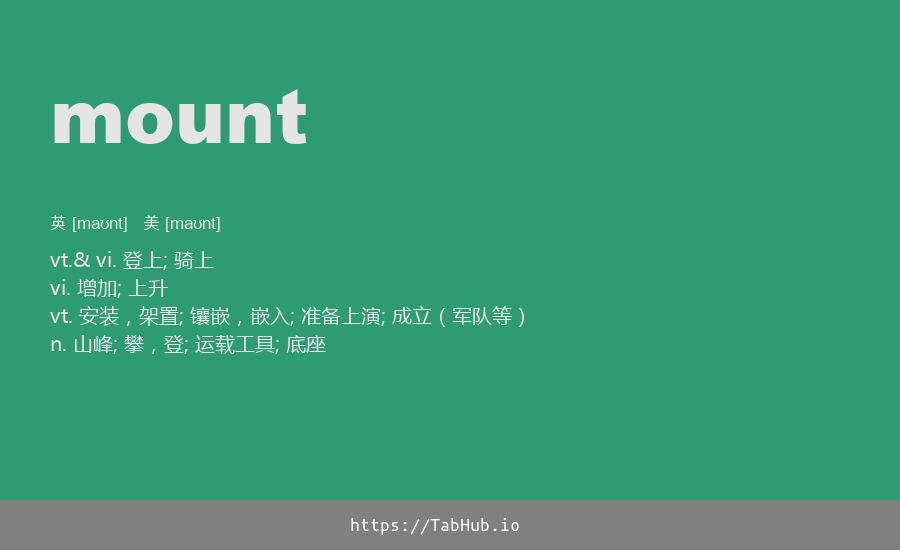 mount
英 [maʊnt] 美 [maʊnt]
vt.& vi. 登上; 骑上
vi. 增加; 上升
vt. 安装，架置; 镶嵌，嵌入; 准备上演; 成立（军队等）
n. 山峰; 攀，登; 运载工具; 底座
https://TabHub.io